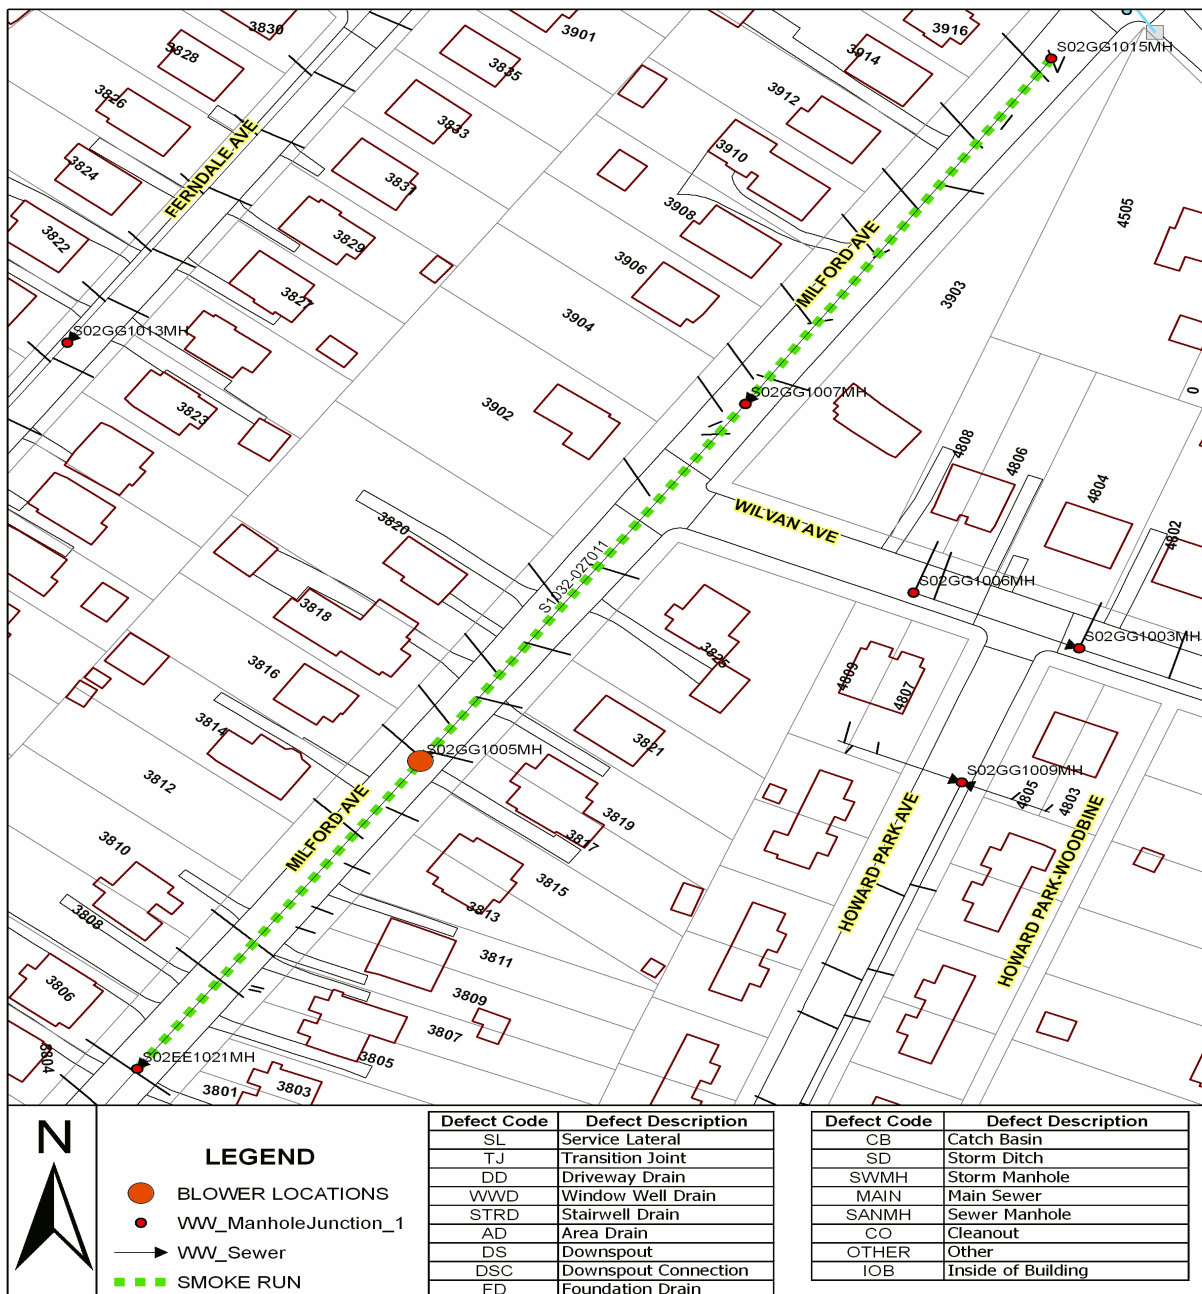 3830
3901
3916
S02GG1015MH
3828
3835
3914
3826
3912
3833
FERNDALE AVE
3910
3824
3831
3908
4505
3822
3829
MILFORD AVE
3906
3827
3903
3904
S02GG1013MH
S02GG1007MH
0
3823
3902
4808
4806
4804
3820
WILVAN AVE
4802
S1032-027011
S02GG1006MH
3818
S02GG1003MH
3825
3816
4809
4807
3814
3821
S02GG1005MH
S02GG1009MH
3812
4805
4803
MILFORD AVE
3819
3817
3810
HOWARD PARK AVE
HOWARD PARK-WOODBINE
3815
3808
3813
3811
3806
3809
3807
3804
S02EE1021MH
3805
3801
3803
N
LEGEND
BLOWER LOCATIONS
WW_ManholeJunction_1
WW_Sewer
SMOKE RUN
Defect Code Defect Description
SL Service Lateral
TJ Transition Joint
DD Driveway Drain
WWD Window Well Drain
STRD Stairwell Drain
AD Area Drain
DS Downspout
DSC Downspout Connection
FD Foundation Drain
Defect Code Defect Description
CB Catch Basin
SD Storm Ditch
SWMH Storm Manhole
MAIN Main Sewer
SANMH Sewer Manhole
CO Cleanout
OTHER Other
IOB Inside of Building